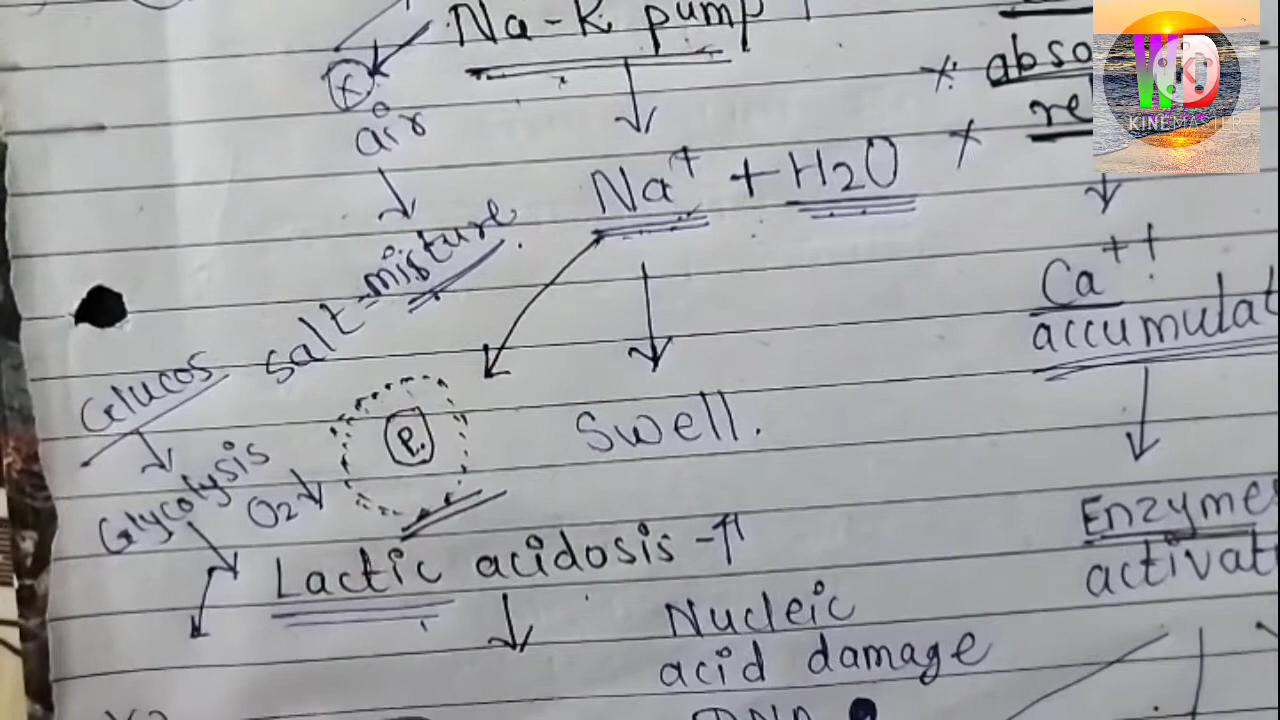 Na-K pump
abso
re
air
Na+ + H2O
salt-misture
Ca++
accumulat
Glucos
P.
Swell.
Glycolysis
O2
Enzyme
activat
Lactic acidosis -↑
Nucleic
acid damage
KINEMASTER